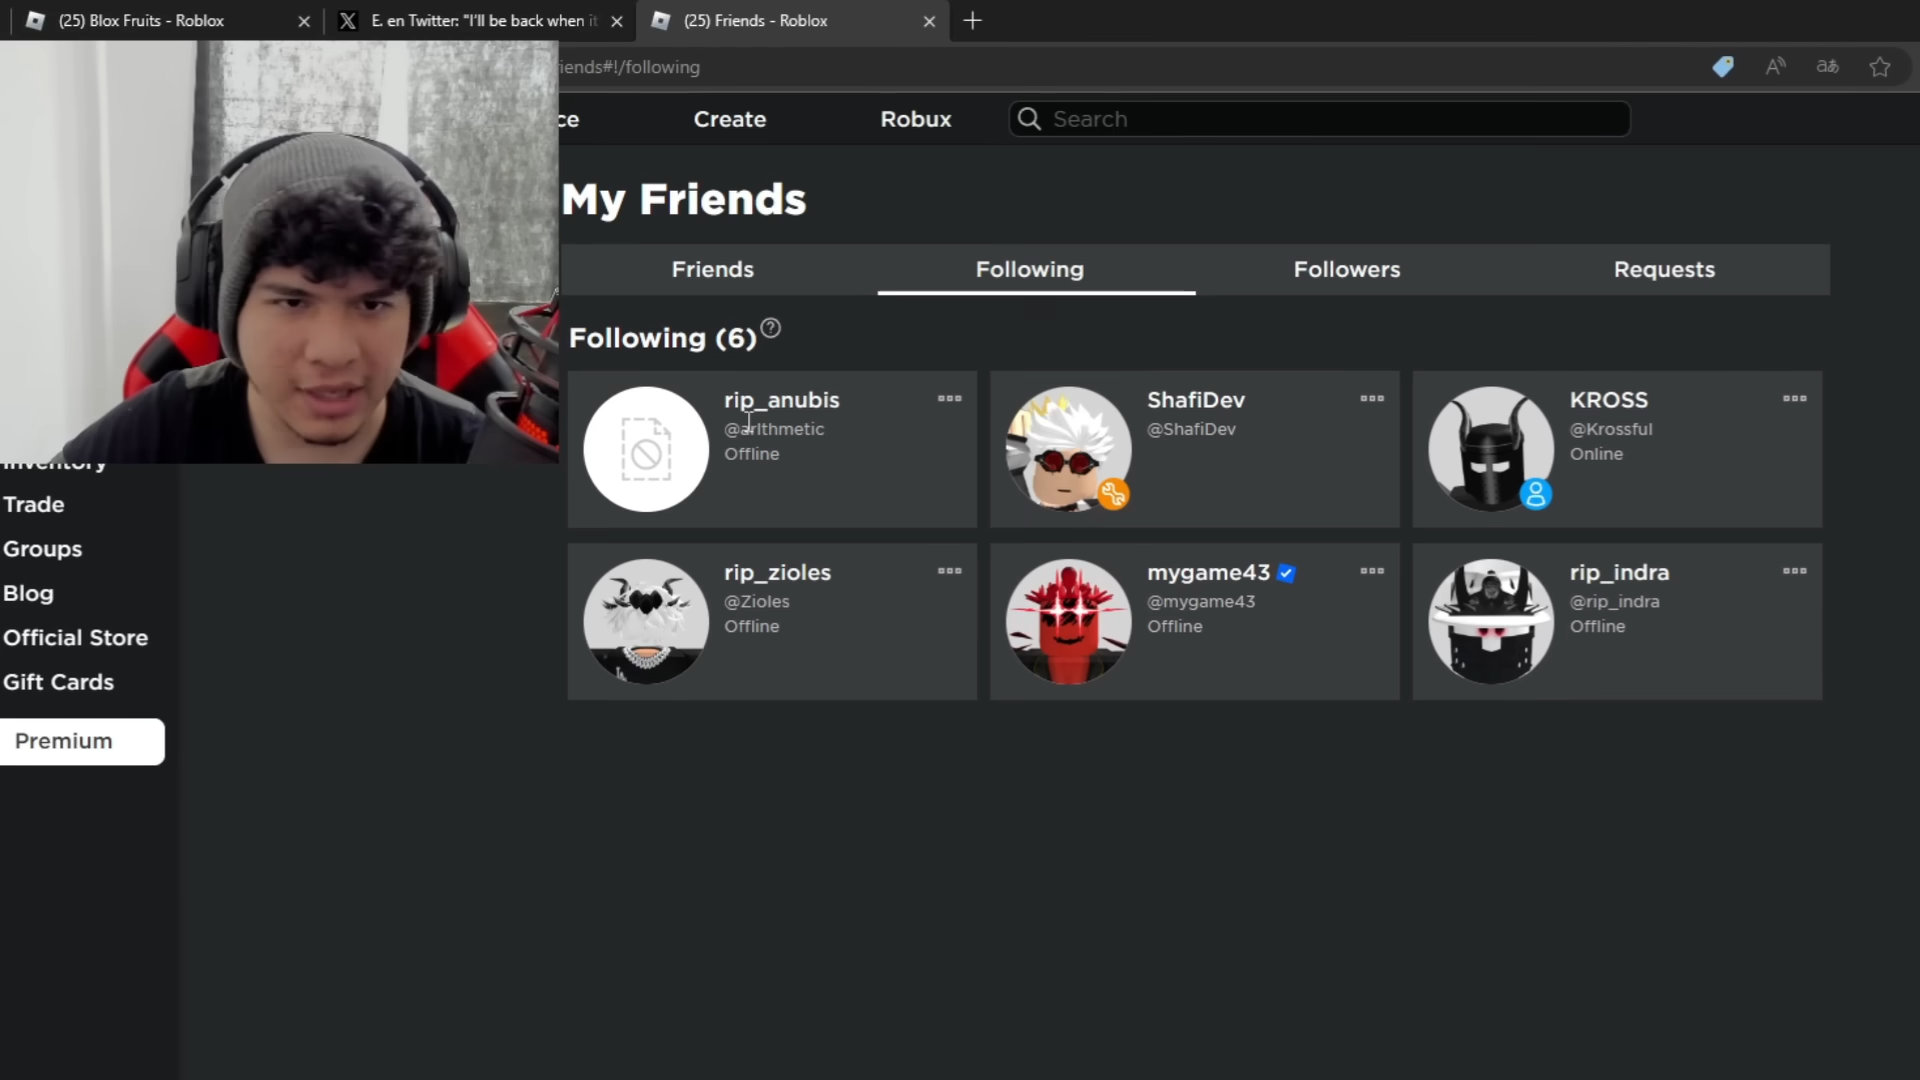 (25) Blox Fruits - Roblox
E. en Twitter: "I'll be back when it
(25) Friends - Roblox
iends#!/following
ce
Create
Robux
Search
My Friends
Friends
Following
Followers
Requests
Following (6)
rip_anubis
@arIthmetic
Offline
ShafiDev
@ShafiDev
KROSS
@Krossful
Online
rip_zioles
@Zioles
Offline
mygame43
@mygame43
Offline
rip_indra
@rip_indra
Offline
Inventory
Trade
Groups
Blog
Official Store
Gift Cards
Premium